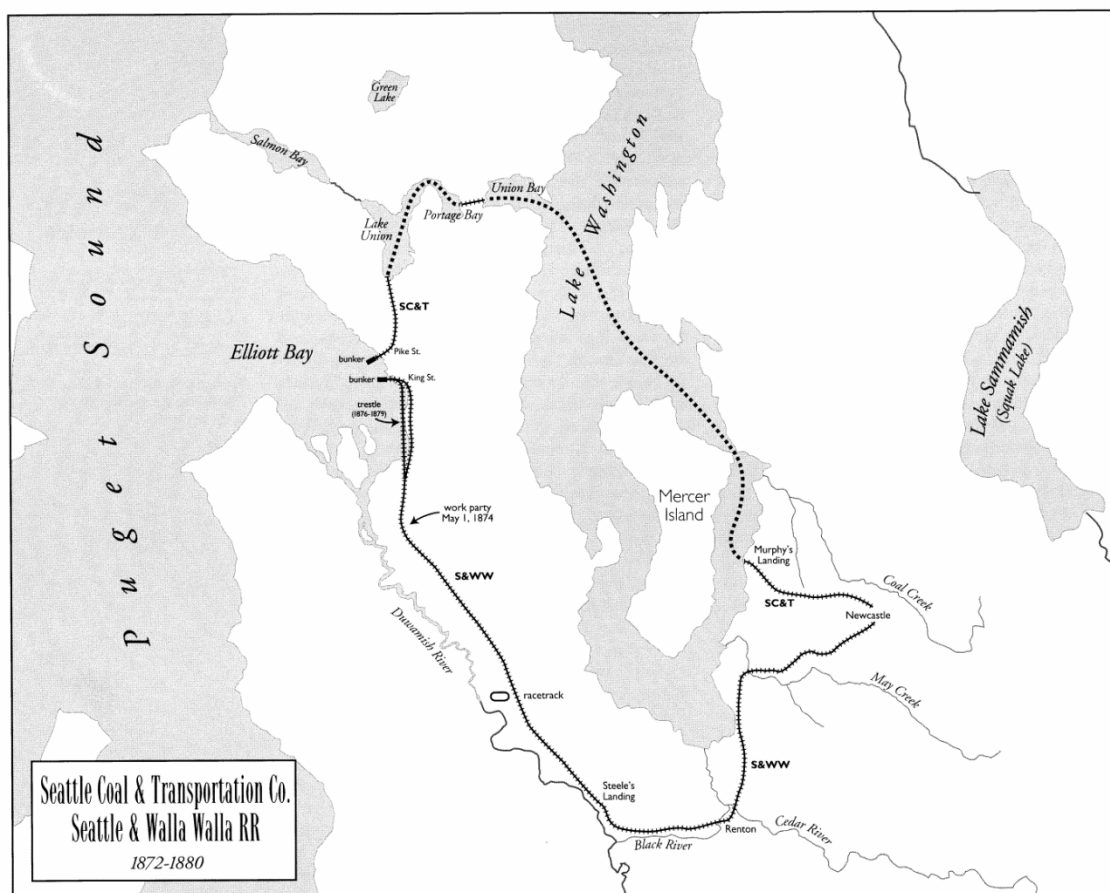 Green
Lake
Salmon Bay
Puget Sound
Lake Washington
Union Bay
Portage Bay
Lake
Union
SC&T
Elliott Bay
Pike St.
bunker
bunker
King St.
trestle
(1876-1879)
Lake Sammamish
(Squak Lake)
Mercer
Island
work party
May 1, 1874
Murphy's
Landing
S&WW
SC&T
Coal Creek
Newcastle
Duwamish River
May Creek
racetrack
S&WW
Steele's
Landing
Renton
Cedar River
Black River
Seattle Coal & Transportation Co.
Seattle & Walla Walla RR
1872-1880